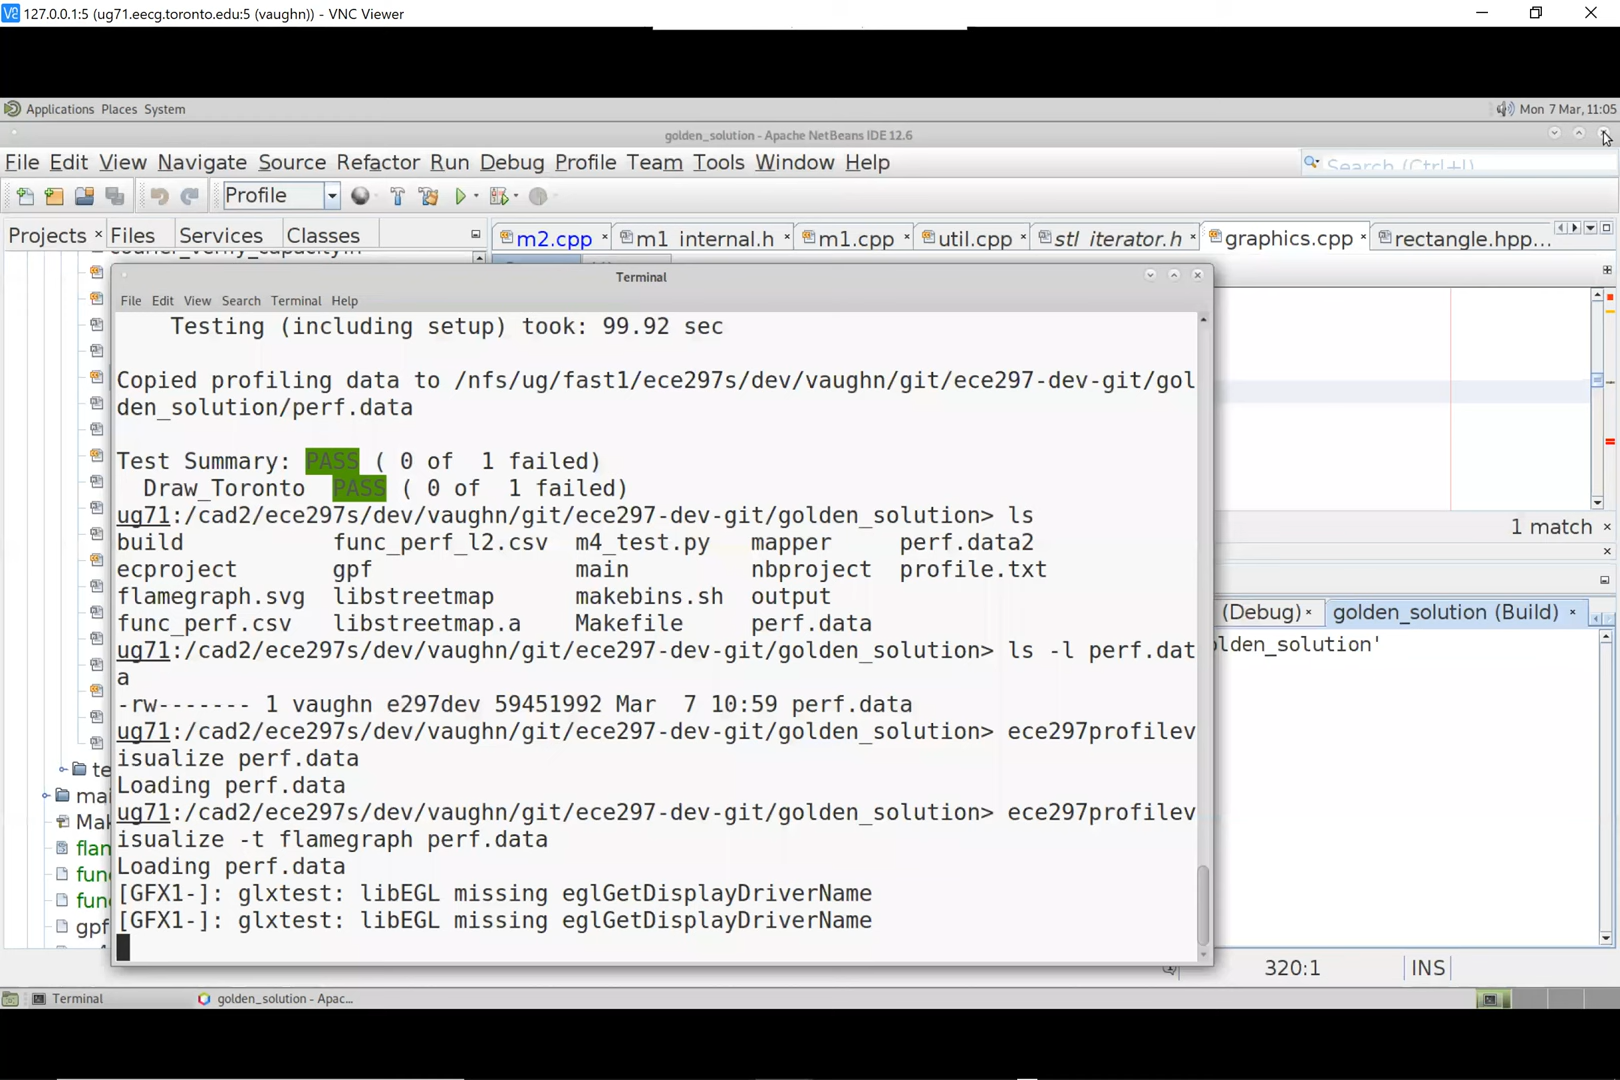 127.0.0.1:5 (ug71.eecg.toronto.edu:5 (vaughn)) - VNC Viewer
Applications Places System
Mon 7 Mar, 11:05
golden_solution - Apache NetBeans IDE 12.6
File Edit View Navigate Source Refactor Run Debug Profile Team Tools Window Help
Search (Ctrl+I)
Profile
Projects × Files Services Classes
m2.cpp × m1_internal.h × m1.cpp × util.cpp × stl_iterator.h × graphics.cpp × rectangle.hpp...
Terminal
File Edit View Search Terminal Help
Testing (including setup) took: 99.92 sec
Copied profiling data to /nfs/ug/fast1/ece297s/dev/vaughn/git/ece297-dev-git/gol
den_solution/perf.data
Test Summary: PASS ( 0 of  1 failed)
Draw_Toronto  PASS ( 0 of  1 failed)
ug71:/cad2/ece297s/dev/vaughn/git/ece297-dev-git/golden_solution> ls
build func_perf_l2.csv m4_test.py mapper perf.data2
ecproject gpf main nbproject profile.txt
flamegraph.svg libstreetmap makebins.sh output
func_perf.csv libstreetmap.a Makefile perf.data
ug71:/cad2/ece297s/dev/vaughn/git/ece297-dev-git/golden_solution> ls -l perf.dat
a
-rw------- 1 vaughn e297dev 59451992 Mar  7 10:59 perf.data
ug71:/cad2/ece297s/dev/vaughn/git/ece297-dev-git/golden_solution> ece297profilev
isualize perf.data
Loading perf.data
ug71:/cad2/ece297s/dev/vaughn/git/ece297-dev-git/golden_solution> ece297profilev
isualize -t flamegraph perf.data
Loading perf.data
[GFX1-]: glxtest: libEGL missing eglGetDisplayDriverName
[GFX1-]: glxtest: libEGL missing eglGetDisplayDriverName
te
mai
Mak
flan
fun
fun
gpf
1 match ×
(Debug) × golden_solution (Build) ×
olden_solution'
320:1 INS
Terminal
golden_solution - Apac...